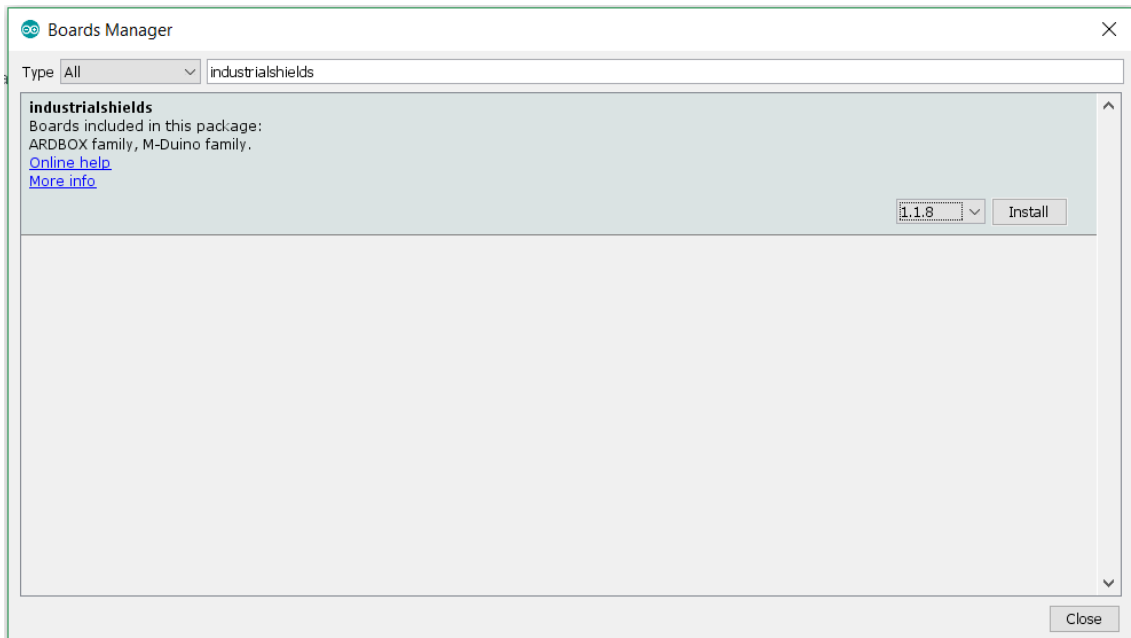 Boards Manager
Type All industrialshields
industrialshields
Boards included in this package:
ARDBOX family, M-Duino family.
Online help
More info
1.1.8 Install
Close